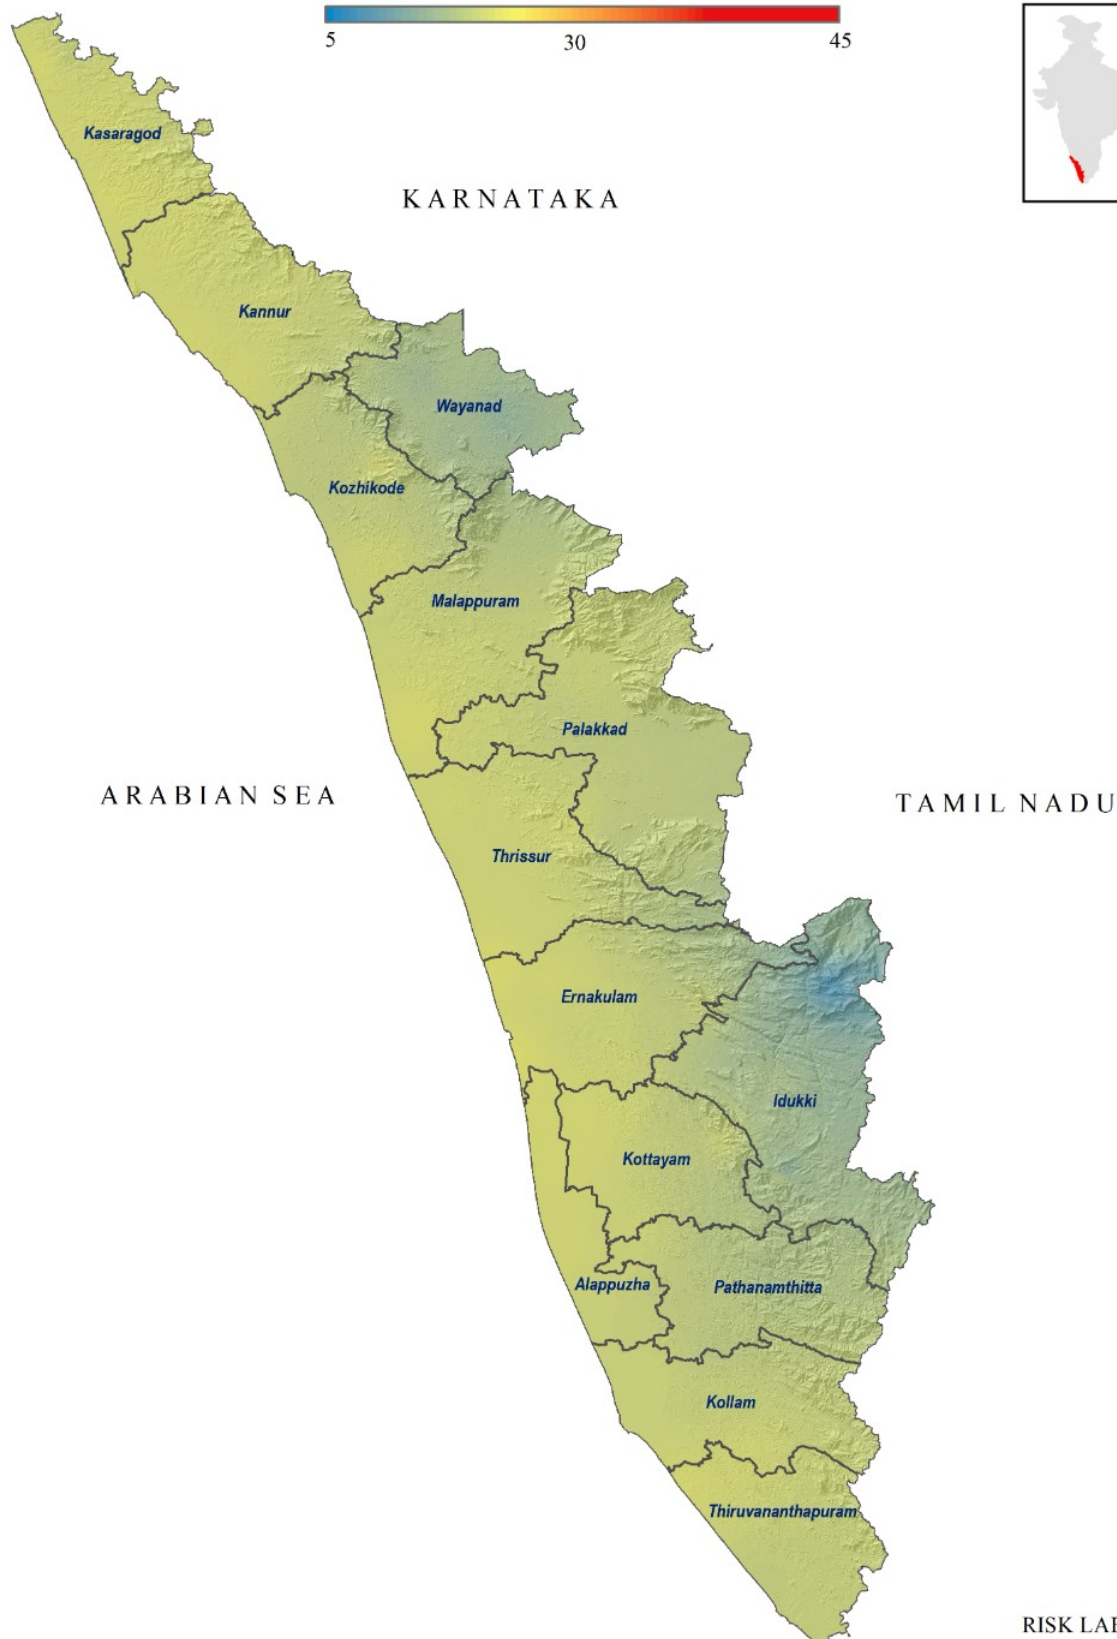 5 30 45
Kasaragod
KARNATAKA
Kannur
Wayanad
Kozhikode
Malappuram
Palakkad
ARABIAN SEA
TAMIL NADU
Thrissur
Ernakulam
Idukki
Kottayam
Alappuzha
Pathanamthitta
Kollam
Thiruvananthapuram
RISK